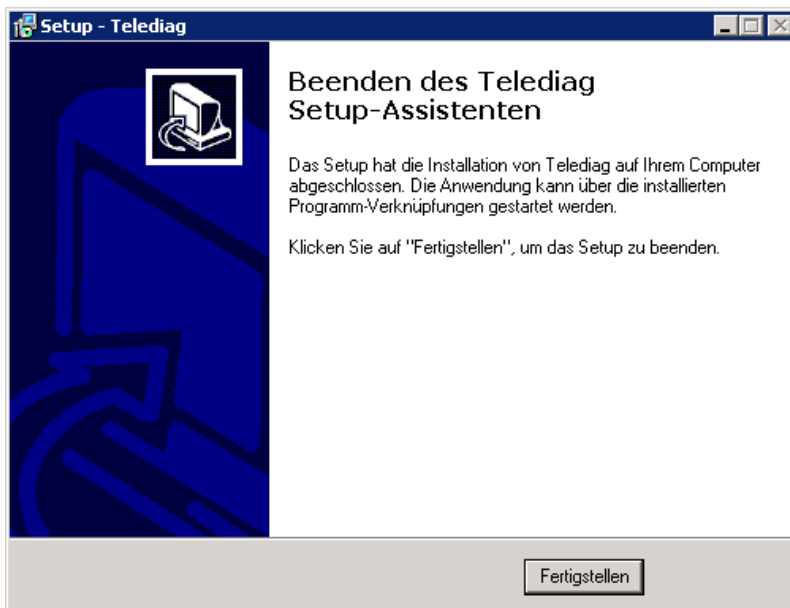 Setup - Telediag
Beenden des Telediag
Setup-Assistenten
Das Setup hat die Installation von Telediag auf Ihrem Computer
abgeschlossen. Die Anwendung kann über die installierten
Programm-Verknüpfungen gestartet werden.
Klicken Sie auf "Fertigstellen", um das Setup zu beenden.
Fertigstellen